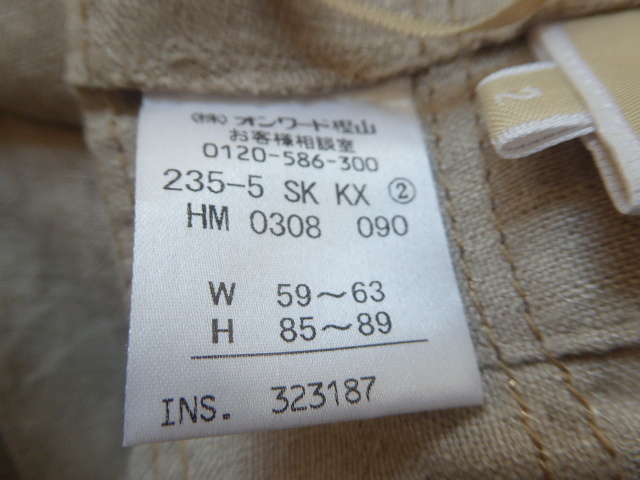 (株)オンワード樫山
お客様相談室
0120-586-300
235-5 SK KX ②
HM 0308 090
W 59～63
H 85～89
INS. 323187
2